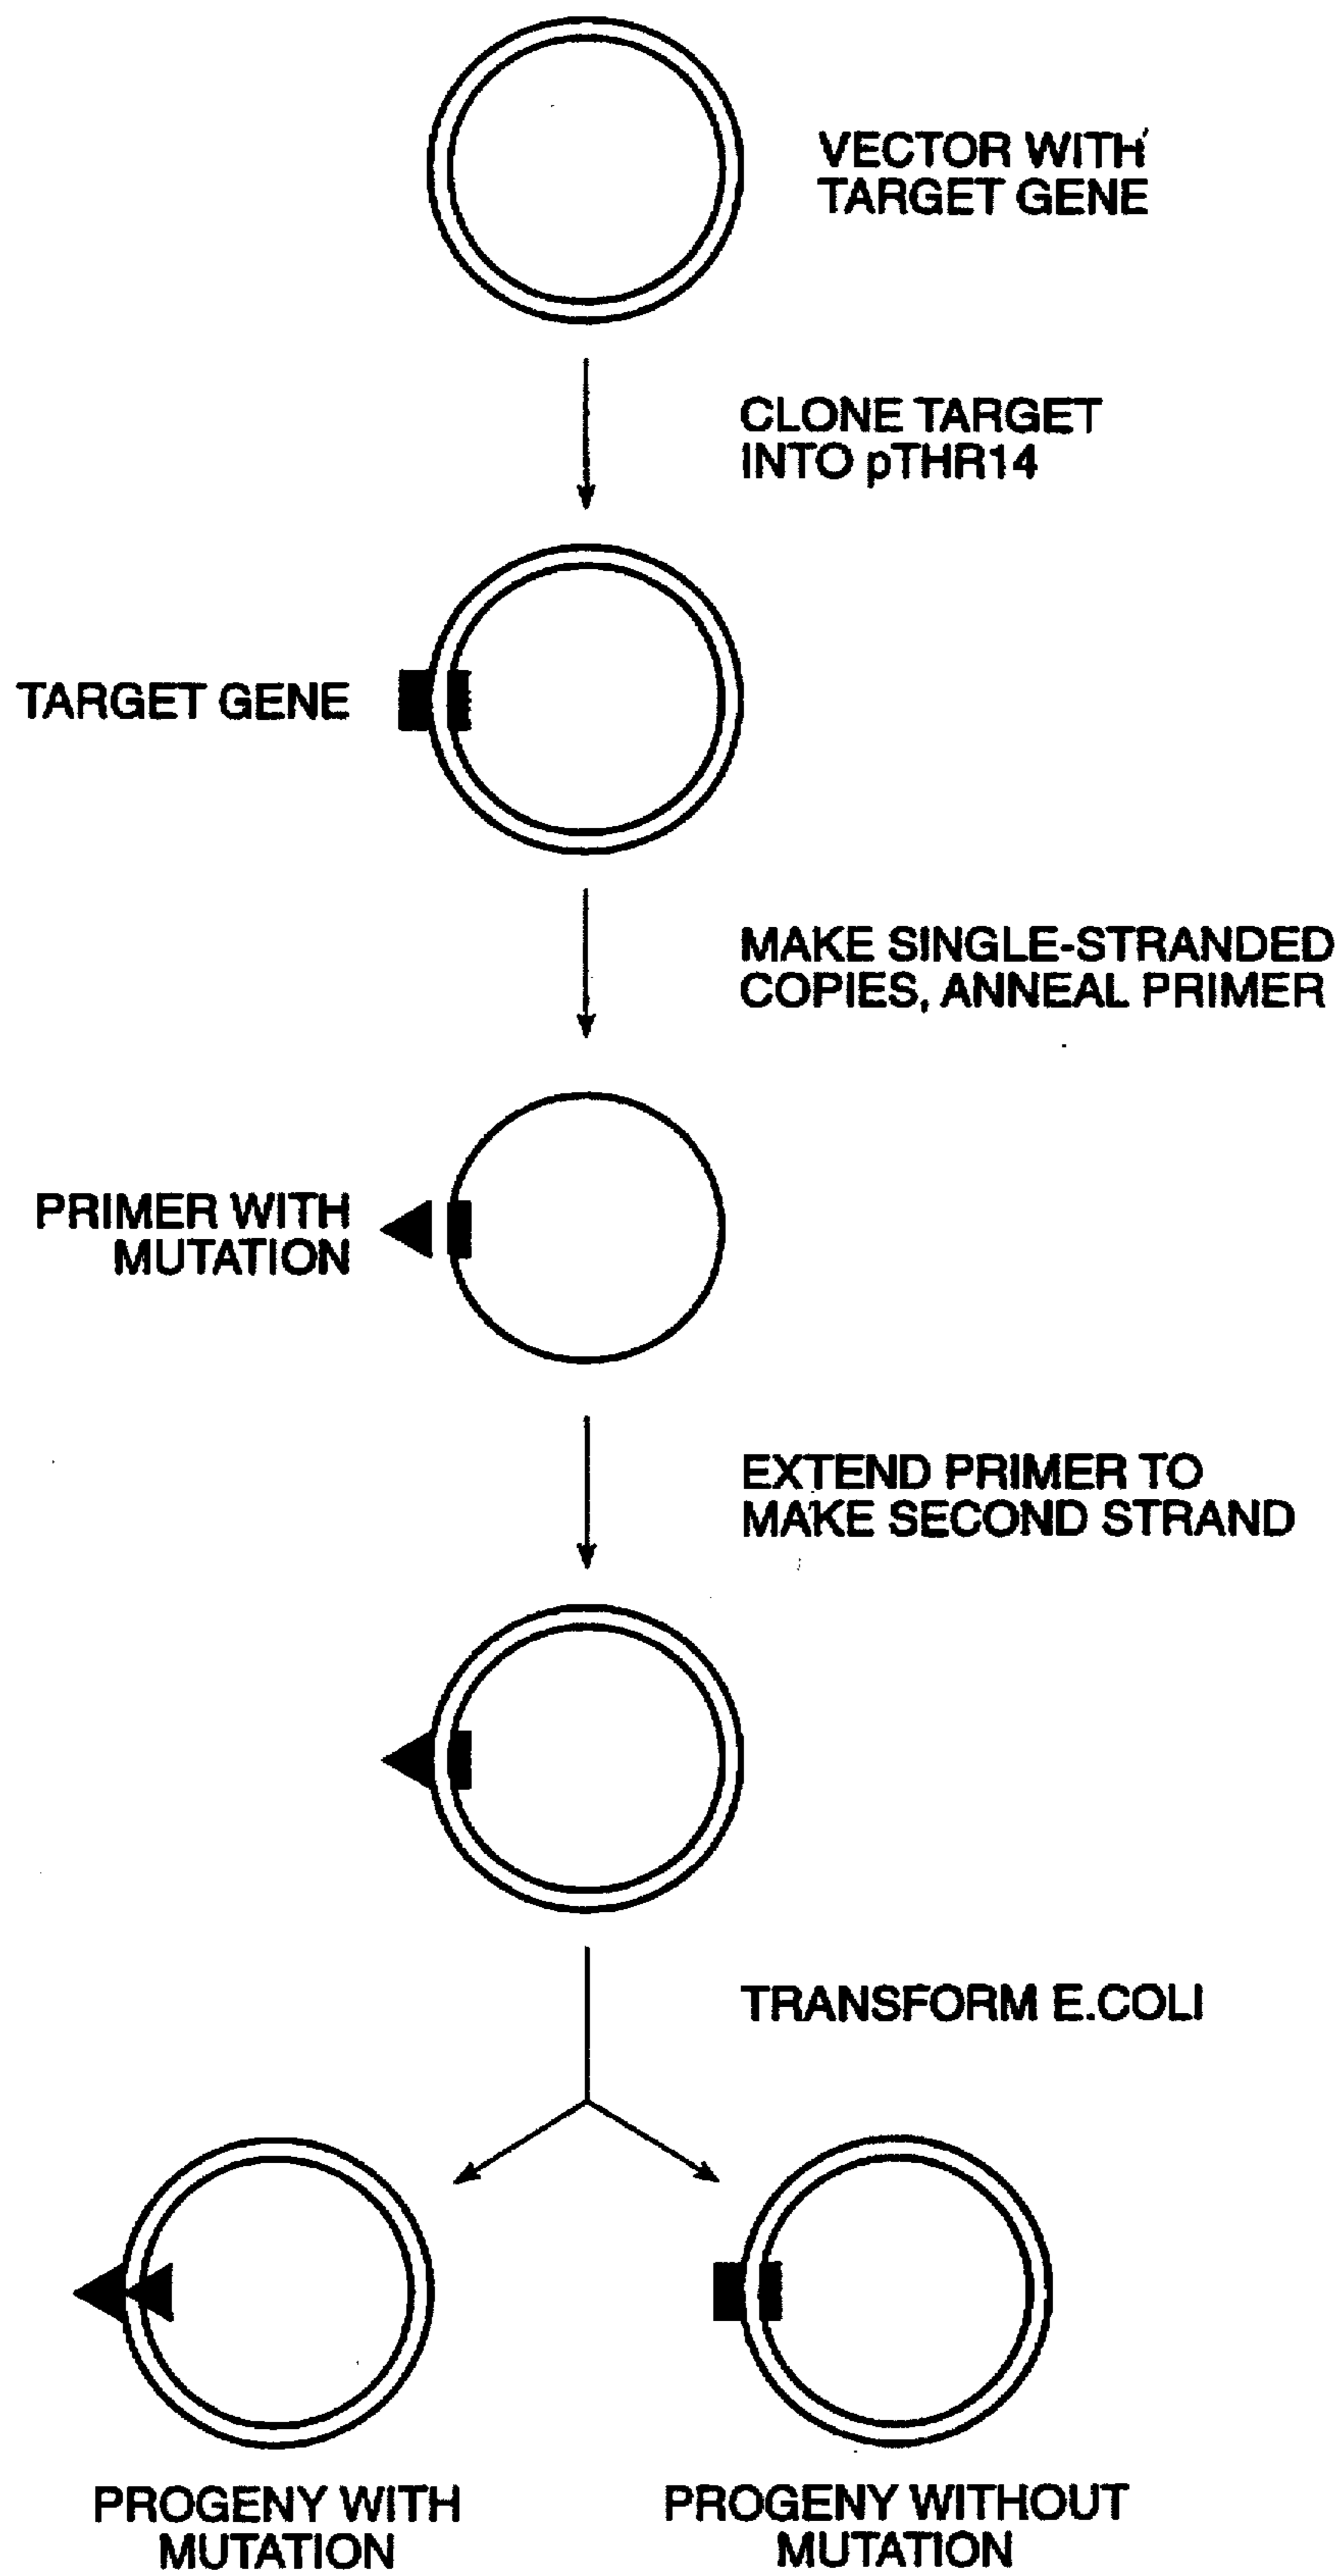 VECTOR WITH
TARGET GENE
CLONE TARGET
INTO pTHR14
TARGET GENE
MAKE SINGLE-STRANDED
COPIES, ANNEAL PRIMER
PRIMER WITH
MUTATION
EXTEND PRIMER TO
MAKE SECOND STRAND
TRANSFORM E.COLI
PROGENY WITH
MUTATION
PROGENY WITHOUT
MUTATION